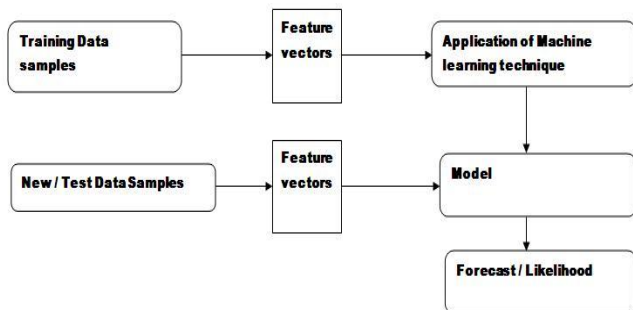 Training Data
samples
Feature
vectors
Application of Machine
learning technique
New / Test Data Samples
Feature
vectors
Model
Forecast / Likelihood